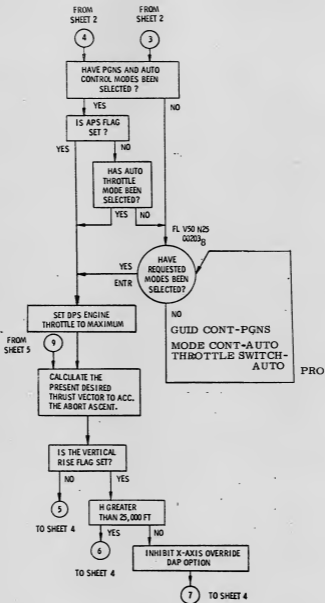 FROM
SHEET 2
FROM
SHEET 2
4
3
HAVE PGNS AND AUTO
CONTROL MODES BEEN
SELECTED ?
YES
NO
IS APS FLAG
SET ?
YES
NO
HAS AUTO
THROTTLE
MODE BEEN
SELECTED?
YES
NO
FL V50 N25
00203₈
HAVE
REQUESTED
MODES BEEN
SELECTED?
YES
ENTR
NO
GUID CONT-PGNS
MODE CONT-AUTO
THROTTLE SWITCH-
AUTO
PRO
SET DPS ENGINE
THROTTLE TO MAXIMUM
FROM
SHEET 5
9
CALCULATE THE
PRESENT DESIRED
THRUST VECTOR TO ACC.
THE ABORT ASCENT.
IS THE VERTICAL
RISE FLAG SET?
NO
YES
5
TO SHEET 4
H GREATER
THAN 25,000 FT
YES
NO
6
TO SHEET 4
INHIBIT X-AXIS OVERRIDE
DAP OPTION
7
TO SHEET 4